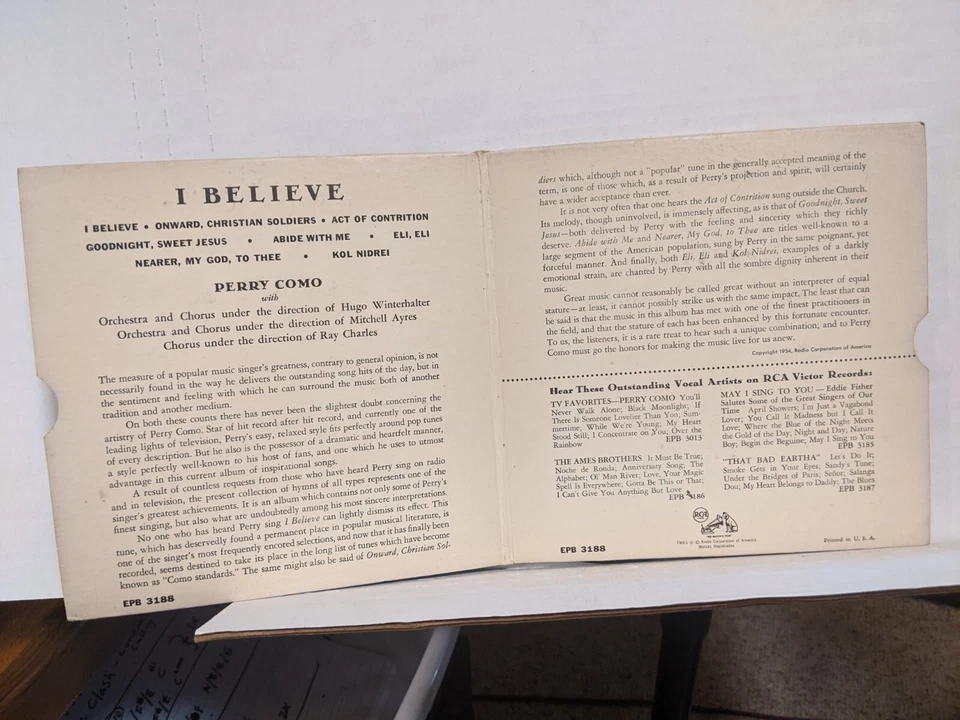 I BELIEVE
I BELIEVE • ONWARD, CHRISTIAN SOLDIERS • ACT OF CONTRITION
GOODNIGHT, SWEET JESUS • ABIDE WITH ME • ELI, ELI
NEARER, MY GOD, TO THEE • KOL NIDREI
PERRY COMO
with
Orchestra and Chorus under the direction of Hugo Winterhalter
Orchestra and Chorus under the direction of Mitchell Ayres
Chorus under the direction of Ray Charles
The measure of a popular music singer's greatness, contrary to general opinion, is not
necessarily found in the way he delivers the outstanding song hits of the day, but in
the sentiment and feeling with which he can surround the music both of another
tradition and another medium.
On both these counts there has never been the slightest doubt concerning the
artistry of Perry Como. Star of hit record after hit record, and currently one of the
leading lights of television, Perry's easy, relaxed style fits perfectly around pop tunes
of every description. But he is also the possessor of a dramatic and heartfelt manner,
a style perfectly well-known to his host of fans, and one which he uses to utmost
advantage in this current album of inspirational songs.
A result of countless requests from those who have heard Perry sing on radio
and in television, the present collection of hymns of all types represents one of the
singer's greatest achievements. It is an album which contains not only some of Perry's
finest singing, but also what are undoubtedly among his most sincere interpretations.
No one who has heard Perry sing I Believe can lightly dismiss its effect. This
tune, which has deservedly found a permanent place in popular musical literature, is
one of the singer's most frequently encored selections, and now that it has finally been
recorded, seems destined to take its place in the long list of tunes which have become
known as "Como standards." The same might also be said of Onward, Christian Sol-
EPB 3188
diers which, although not a "popular" tune in the generally accepted meaning of the
term, is one of those which, as a result of Perry's projection and spirit, will certainly
have a wider acceptance than ever.
It is not very often that one hears the Act of Contrition sung outside the Church.
Its melody, though uninvolved, is immensely affecting, as is that of Goodnight, Sweet
Jesus—both delivered by Perry with the feeling and sincerity which they richly
deserve. Abide with Me and Nearer, My God, to Thee are titles well-known to a
large segment of the American population, sung by Perry in the same poignant, yet
forceful manner. And finally, both Eli, Eli and Kol Nidrei, examples of a darkly
emotional strain, are chanted by Perry with all the sombre dignity inherent in their
music.
Great music cannot reasonably be called great without an interpreter of equal
stature—at least, it cannot possibly strike us with the same impact. The least that can
be said is that the music in this album has met with one of the finest practitioners in
the field, and that the stature of each has been enhanced by this fortunate encounter.
To us, the listeners, it is a rare treat to hear such a unique combination; and to Perry
Como must go the honors for making the music live for us anew.
Copyright 1954, Radio Corporation of America
Hear These Outstanding Vocal Artists on RCA Victor Records:
TV FAVORITES—PERRY COMO You'll
Never Walk Alone; Black Moonlight; If
There Is Someone Lovelier Than You; Sum-
mertime; While We're Young; My Heart
Stood Still; I Concentrate on You; Over the
Rainbow EPB 3013
THE AMES BROTHERS It Must Be True;
Noche de Ronda; Anniversary Song; The
Alphabet; Ol' Man River; Love, Your Magic
Spell Is Everywhere; Gotta Be This or That;
I Can't Give You Anything But Love
EPB 3186
MAY I SING TO YOU — Eddie Fisher
Salutes Some of the Great Singers of Our
Time April Showers; I'm Just a Vagabond
Lover; You Call It Madness but I Call It
Love; Where the Blue of the Night Meets
the Gold of the Day; Night and Day; Nature
Boy; Begin the Beguine; May I Sing to You
EPB 3185
"THAT BAD EARTHA" Let's Do It;
Smoke Gets in Your Eyes; Sandy's Tune;
Under the Bridges of Paris; Señor; Salanga
Dou; My Heart Belongs to Daddy; The Blues
EPB 3187
RCA
EPB 3188
TMKS ® © Radio Corporation of America
Marcas Registradas
Printed in U. S. A.